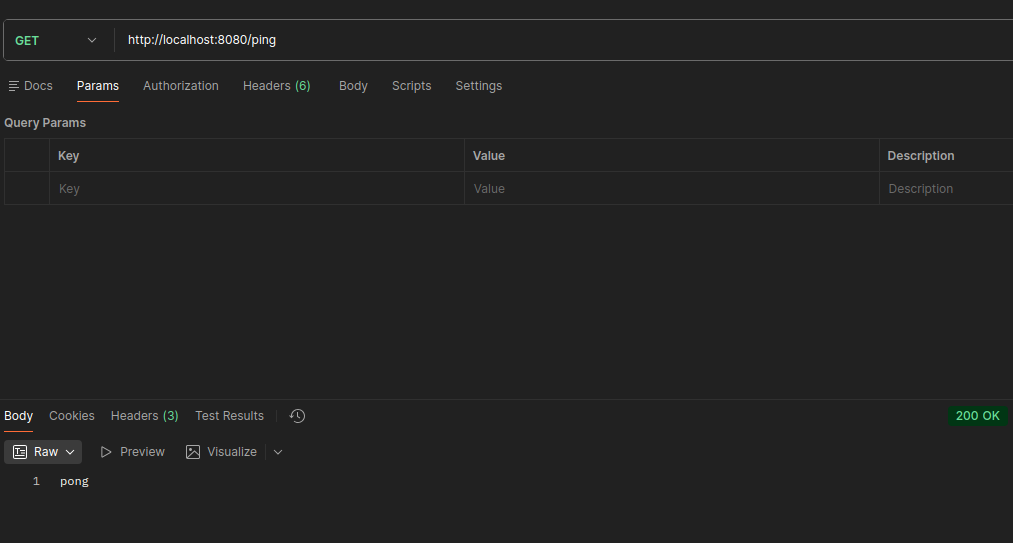 GET http://localhost:8080/ping
Docs Params Authorization Headers (6) Body Scripts Settings
Query Params
Key Value Description
Key Value Description
Body Cookies Headers (3) Test Results 200 OK
Raw Preview Visualize
1 pong